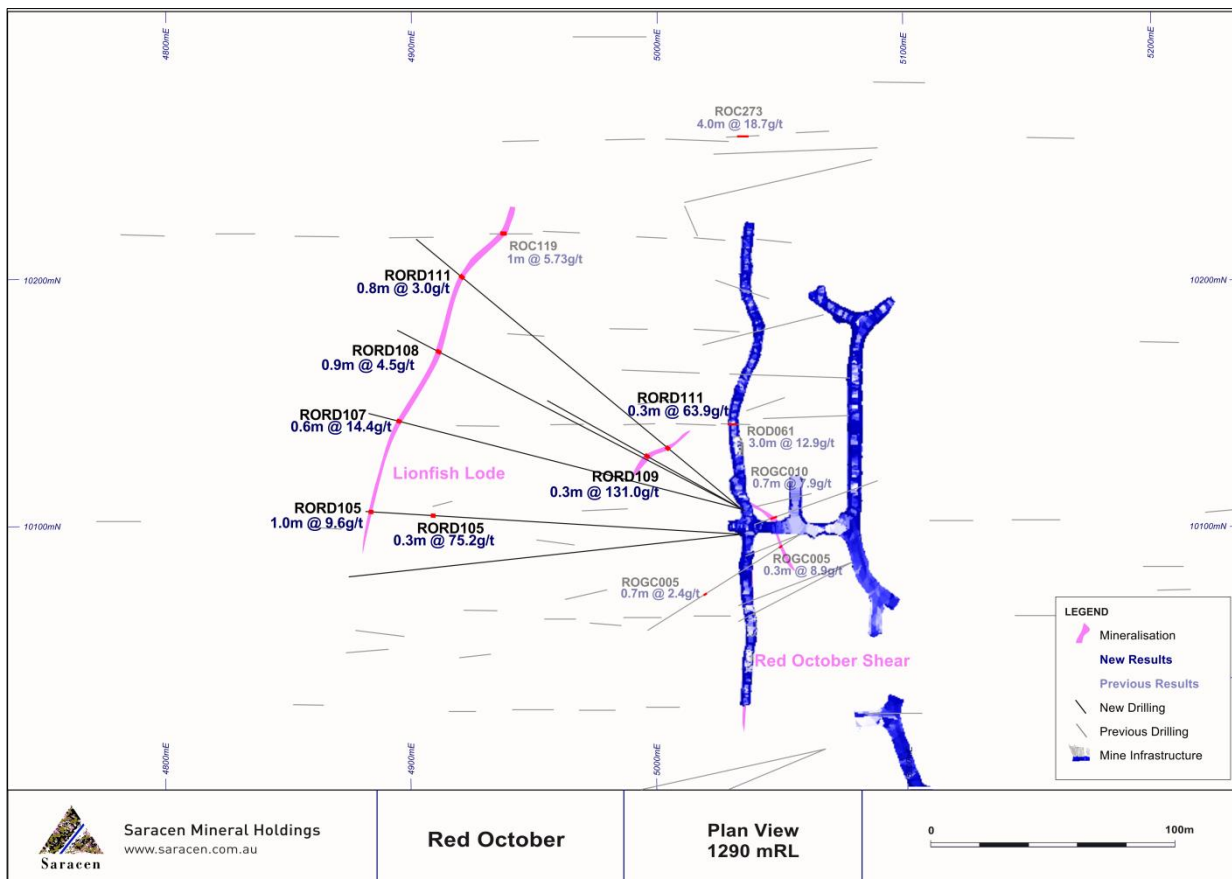 4800mE
4900mE
5000mE
5100mE
5200mE
ROC273
4.0m @ 18.7g/t
ROC119
1m @ 5.73g/t
10200mN
10200mN
RORD111
0.8m @ 3.0g/t
RORD108
0.9m @ 4.5g/t
RORD111
0.3m @ 63.9g/t
RORD107
0.6m @ 14.4g/t
ROD061
3.0m @ 12.9g/t
Lionfish Lode
RORD109
0.3m @ 131.0g/t
ROGC010
0.7m @ 7.9g/t
RORD105
1.0m @ 9.6g/t
RORD105
0.3m @ 75.2g/t
10100mN
10100mN
ROGC005
0.3m @ 8.9g/t
ROGC005
0.7m @ 2.4g/t
Red October Shear
LEGEND
Mineralisation
New Results
Previous Results
New Drilling
Previous Drilling
Mine Infrastructure
4800mE
4900mE
5000mE
5100mE
5200mE
Saracen
Saracen Mineral Holdings
www.saracen.com.au
Red October
Plan View
1290 mRL
0
100m